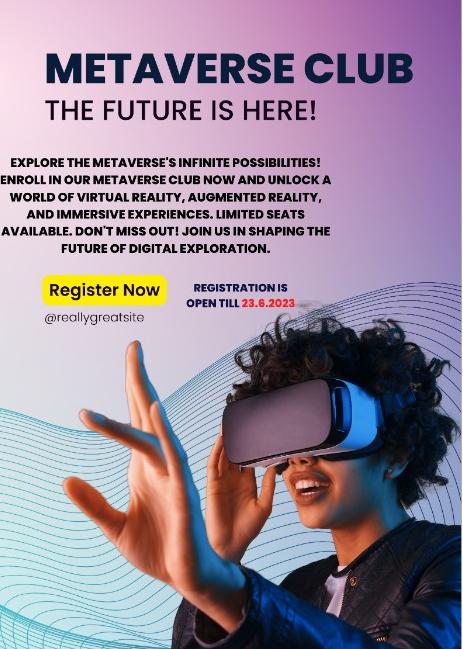 METAVERSE CLUB
THE FUTURE IS HERE!
EXPLORE THE METAVERSE'S INFINITE POSSIBILITIES!
ENROLL IN OUR METAVERSE CLUB NOW AND UNLOCK A
WORLD OF VIRTUAL REALITY, AUGMENTED REALITY,
AND IMMERSIVE EXPERIENCES. LIMITED SEATS
AVAILABLE. DON'T MISS OUT! JOIN US IN SHAPING THE
FUTURE OF DIGITAL EXPLORATION.
Register Now
@reallygreatsite
REGISTRATION IS
OPEN TILL 23.6.2023